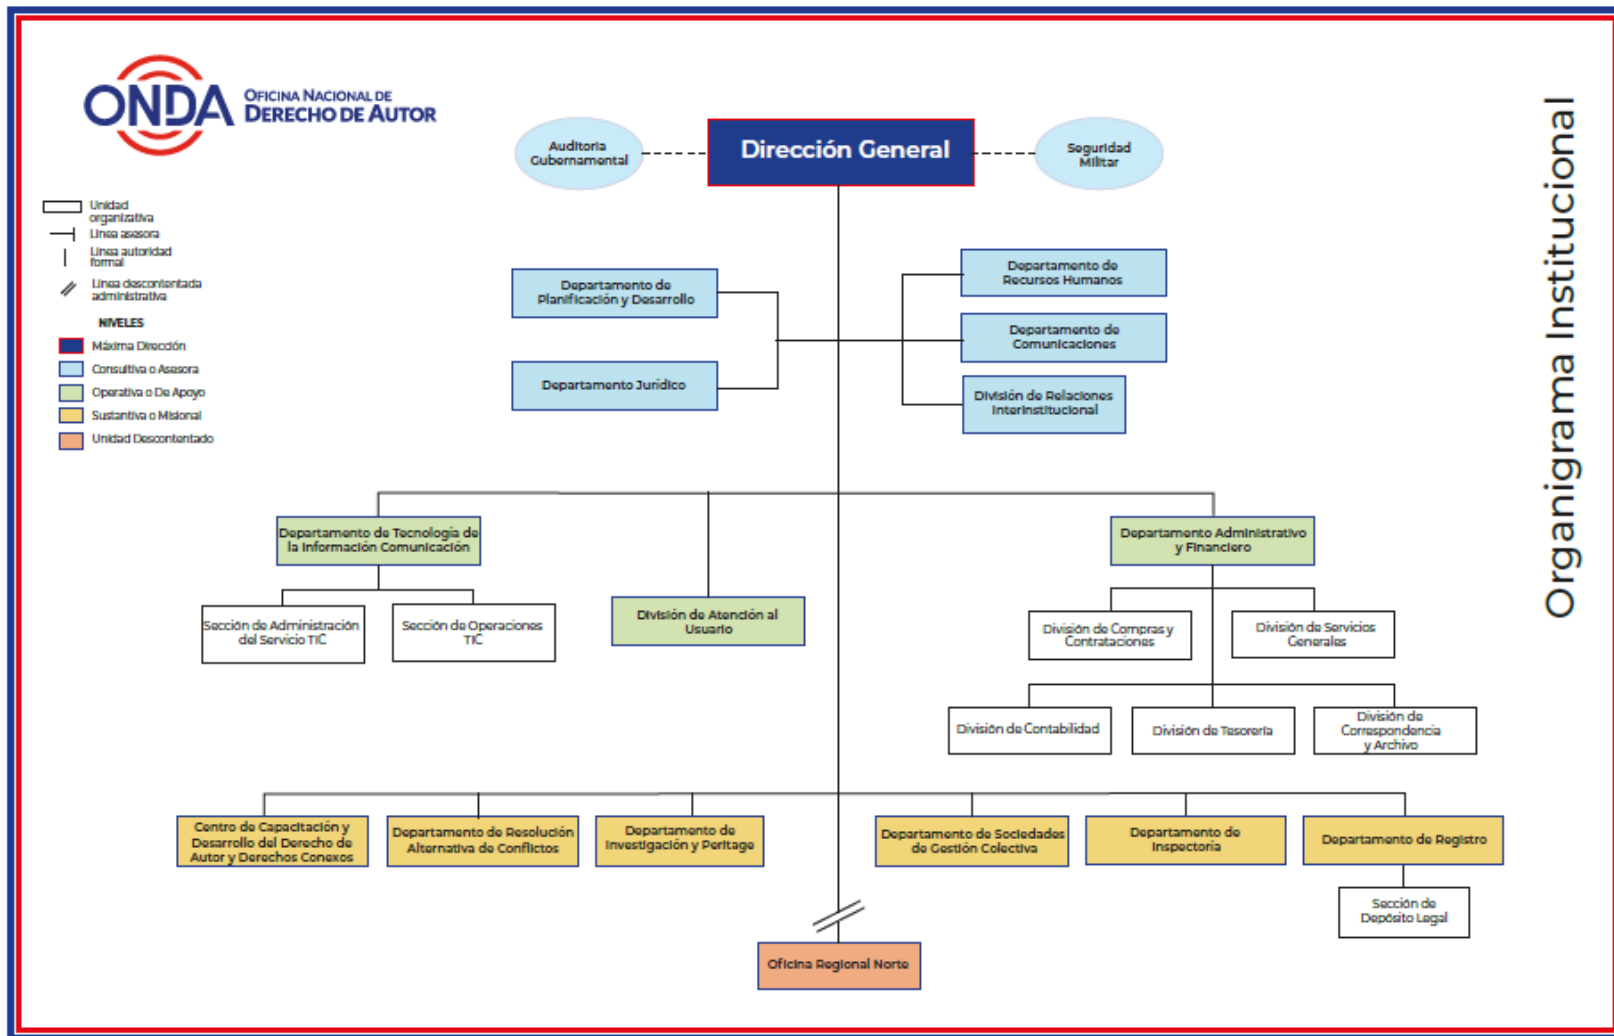 ONDA
OFICINA NACIONAL DE
DERECHO DE AUTOR
Organigrama Institucional
Auditoria
Gubernamental
Dirección General
Seguridad
Militar
Unidad
organizativa
Línea asesora
Línea autoridad
formal
Línea descontentada
administrativa
NIVELES
Máxima Dirección
Consultiva o Asesora
Operativa o De Apoyo
Sustantiva o Misional
Unidad Descontentado
Departamento de
Planificación y Desarrollo
Departamento Jurídico
Departamento de
Recursos Humanos
Departamento de
Comunicaciones
División de Relaciones
Interinstitucional
Departamento de Tecnología de
la Información Comunicación
Sección de Administración
del Servicio TIC
Sección de Operaciones
TIC
División de Atención al
Usuario
Departamento Administrativo
y Financiero
División de Compras y
Contrataciones
División de Servicios
Generales
División de Contabilidad
División de Tesorería
División de
Correspondencia
y Archivo
Centro de Capacitación y
Desarrollo del Derecho de
Autor y Derechos Conexos
Departamento de Resolución
Alternativa de Conflictos
Departamento de
Investigación y Peritage
Departamento de Sociedades
de Gestión Colectiva
Departamento de
Inspectoría
Departamento de Registro
Sección de
Depósito Legal
Oficina Regional Norte